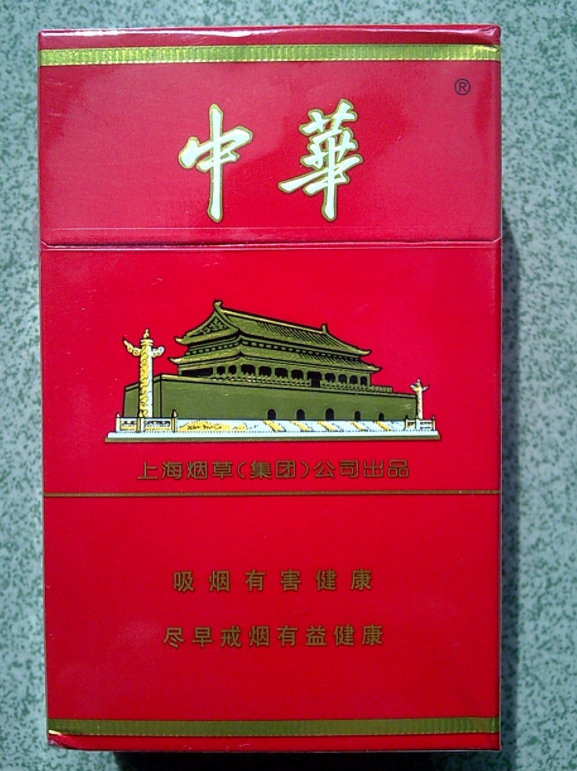 中華
®
上海烟草(集团)公司出品
吸烟有害健康
尽早戒烟有益健康